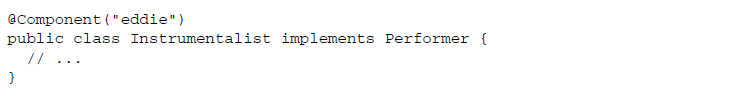 @Component("eddie")
public class Instrumentalist implements Performer {
  // ...
}